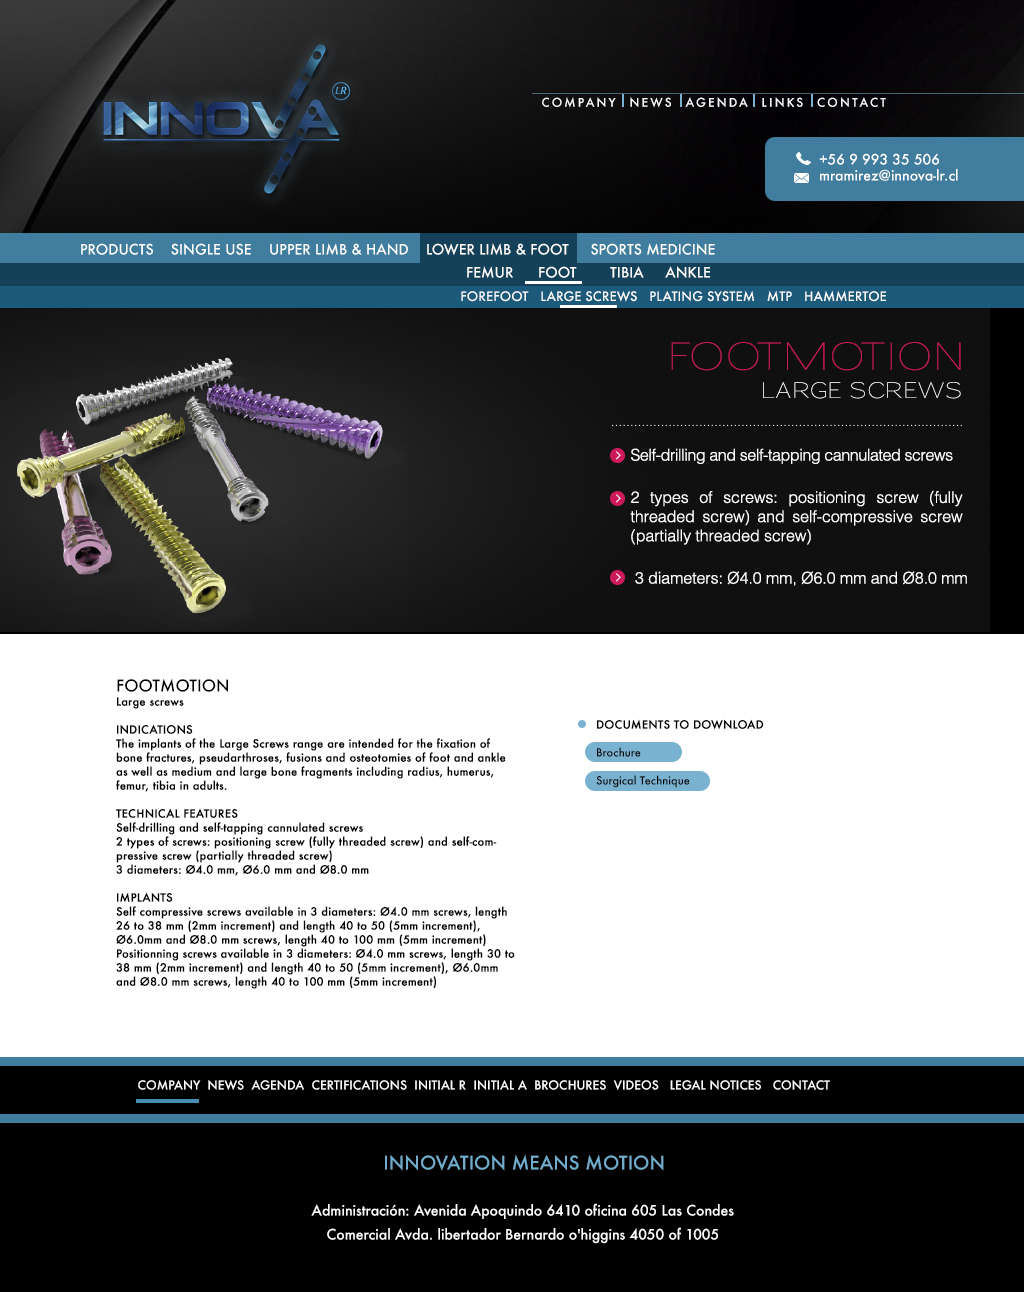 INNOVA LR
COMPANY NEWS AGENDA LINKS CONTACT
+56 9 993 35 506
mramirez@innova-lr.cl
PRODUCTS SINGLE USE UPPER LIMB & HAND LOWER LIMB & FOOT SPORTS MEDICINE
FEMUR FOOT TIBIA ANKLE
FOREFOOT LARGE SCREWS PLATING SYSTEM MTP HAMMERTOE
FOOTMOTION
LARGE SCREWS
Self-drilling and self-tapping cannulated screws
2 types of screws: positioning screw (fully
threaded screw) and self-compressive screw
(partially threaded screw)
3 diameters: Ø4.0 mm, Ø6.0 mm and Ø8.0 mm
FOOTMOTION
Large screws
INDICATIONS
The implants of the Large Screws range are intended for the fixation of
bone fractures, pseudarthroses, fusions and osteotomies of foot and ankle
as well as medium and large bone fragments including radius, humerus,
femur, tibia in adults.
TECHNICAL FEATURES
Self-drilling and self-tapping cannulated screws
2 types of screws: positioning screw (fully threaded screw) and self-com-
pressive screw (partially threaded screw)
3 diameters: Ø4.0 mm, Ø6.0 mm and Ø8.0 mm
IMPLANTS
Self compressive screws available in 3 diameters: Ø4.0 mm screws, length
26 to 38 mm (2mm increment) and length 40 to 50 (5mm increment),
Ø6.0mm and Ø8.0 mm screws, length 40 to 100 mm (5mm increment)
Positionning screws available in 3 diameters: Ø4.0 mm screws, length 30 to
38 mm (2mm increment) and length 40 to 50 (5mm increment), Ø6.0mm
and Ø8.0 mm screws, length 40 to 100 mm (5mm increment)
DOCUMENTS TO DOWNLOAD
Brochure
Surgical Technique
COMPANY NEWS AGENDA CERTIFICATIONS INITIAL R INITIAL A BROCHURES VIDEOS LEGAL NOTICES CONTACT
INNOVATION MEANS MOTION
Administración: Avenida Apoquindo 6410 oficina 605 Las Condes
Comercial Avda. libertador Bernardo o'higgins 4050 of 1005